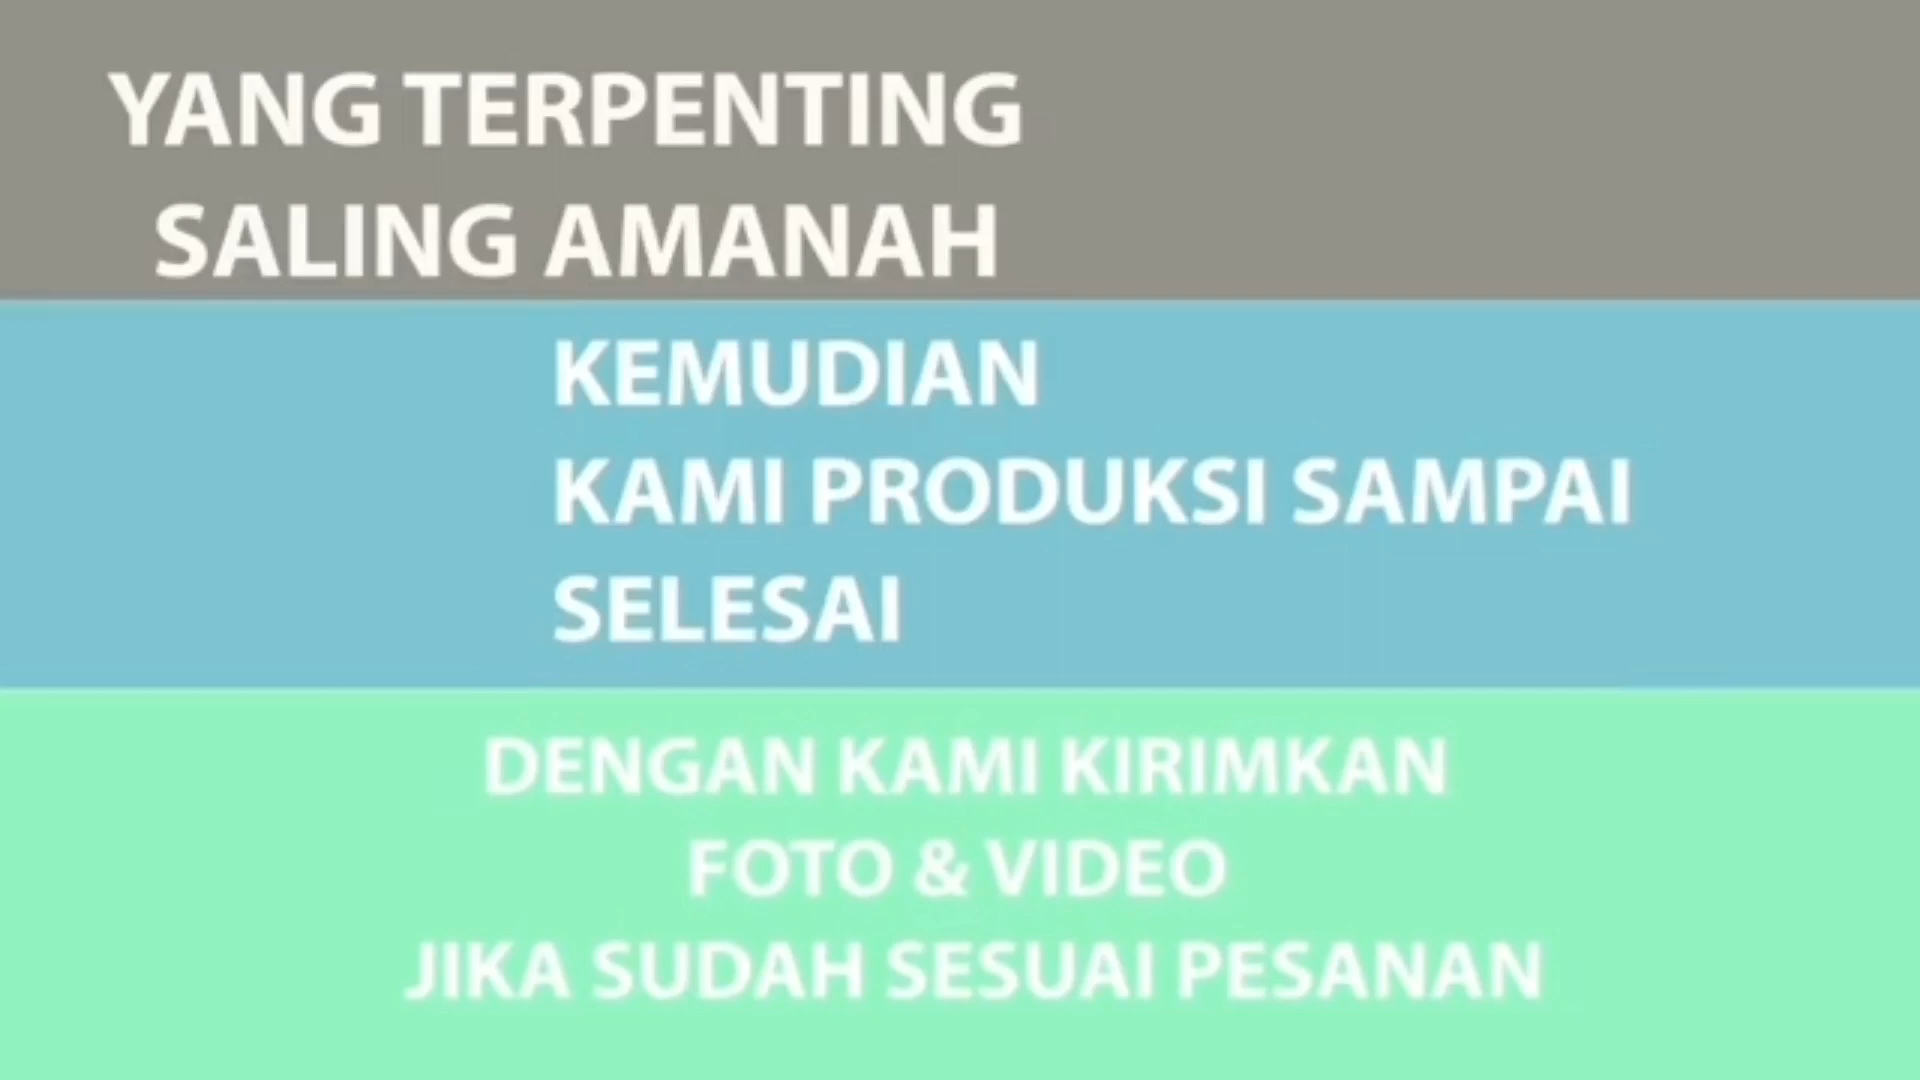 YANG TERPENTING
SALING AMANAH
KEMUDIAN
KAMI PRODUKSI SAMPAI
SELESAI
DENGAN KAMI KIRIMKAN
FOTO & VIDEO
JIKA SUDAH SESUAI PESANAN